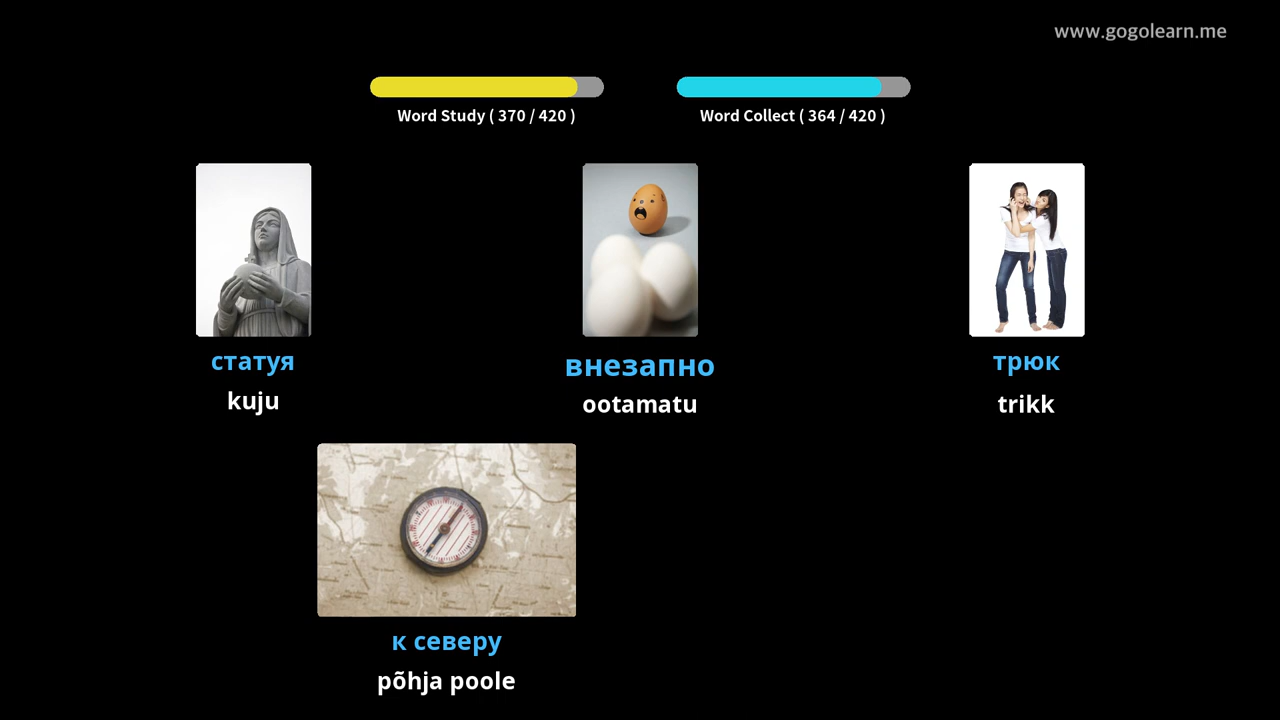 www.gogolearn.me
Word Study ( 370 / 420 )
Word Collect ( 364 / 420 )
статуя
kuju
внезапно
ootamatu
трюк
trikk
к северу
põhja poole